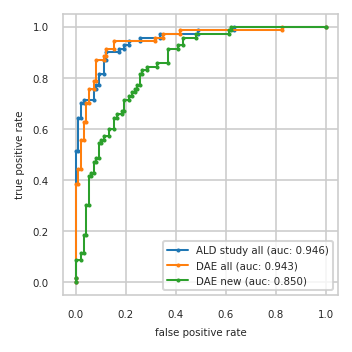 1.0
0.8
0.6
0.4
0.2
0.0
true positive rate
ALD study all (auc: 0.946)
DAE all (auc: 0.943)
DAE new (auc: 0.850)
0.0 0.2 0.4 0.6 0.8 1.0
false positive rate